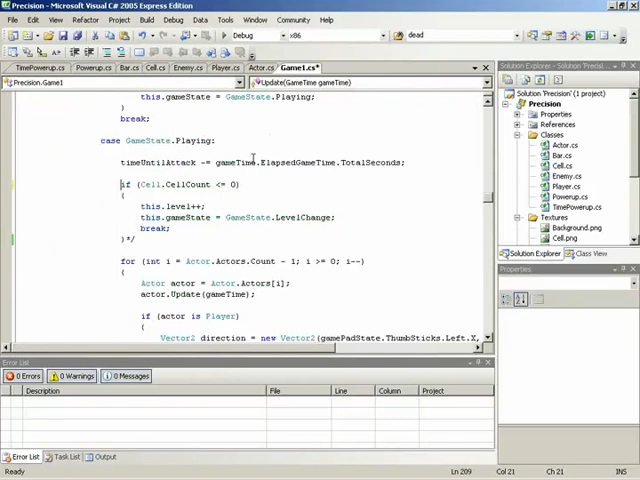 Precision - Microsoft Visual C# 2005 Express Edition
File Edit View Refactor Project Build Debug Data Tools Window Community Help
Debug x86 dead
TimePowerup.cs Powerup.cs Bar.cs Cell.cs Enemy.cs Player.cs Actor.cs Game1.cs*
Precision.Game1 Update(GameTime gameTime)
this.gameState = GameState.Playing;
}
break;
case GameState.Playing:
timeUntilAttack -= gameTime.ElapsedGameTime.TotalSeconds;
if (Cell.CellCount <= 0)
{
this.level++;
this.gameState = GameState.LevelChange;
break;
}*/
for (int i = Actor.Actors.Count - 1; i >= 0; i--)
{
Actor actor = Actor.Actors[i];
actor.Update(gameTime);
if (actor is Player)
{
Vector2 direction = new Vector2(gamePadState.ThumbSticks.Left.X,
Solution Explorer - Solution 'Precisi...
Solution 'Precision' (1 proje
Precision
Properties
References
Classes
Actor.cs
Bar.cs
Cell.cs
Enemy.cs
Player.cs
Powerup.cs
TimePowerup.cs
Textures
Background.png
Cell.png
Solution Explorer Class View
Properties
Error List
0 Errors 0 Warnings 0 Messages
Description File Line Column Project
Error List Task List Output
Ready Ln 209 Col 21 Ch 21